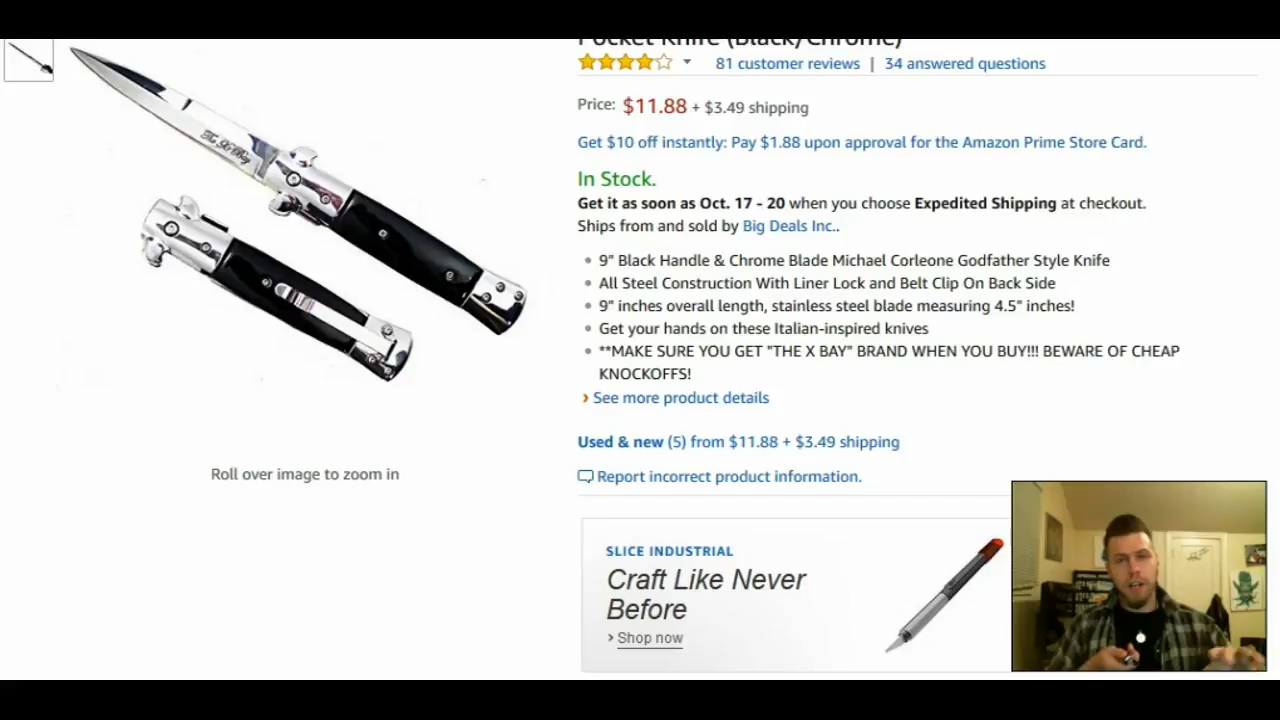 Pocket Knife (Black/Chrome)
81 customer reviews | 34 answered questions
Price: $11.88 + $3.49 shipping
Get $10 off instantly: Pay $1.88 upon approval for the Amazon Prime Store Card.
In Stock.
Get it as soon as Oct. 17 - 20 when you choose Expedited Shipping at checkout.
Ships from and sold by Big Deals Inc..
9" Black Handle & Chrome Blade Michael Corleone Godfather Style Knife
All Steel Construction With Liner Lock and Belt Clip On Back Side
9" inches overall length, stainless steel blade measuring 4.5" inches!
Get your hands on these Italian-inspired knives
**MAKE SURE YOU GET "THE X BAY" BRAND WHEN YOU BUY!!! BEWARE OF CHEAP
KNOCKOFFS!
› See more product details
Used & new (5) from $11.88 + $3.49 shipping
Report incorrect product information.
Roll over image to zoom in
SLICE INDUSTRIAL
Craft Like Never
Before
› Shop now